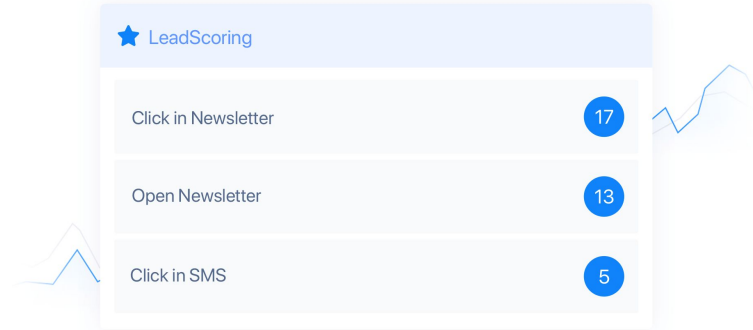 LeadScoring
Click in Newsletter
17
Open Newsletter
13
Click in SMS
5